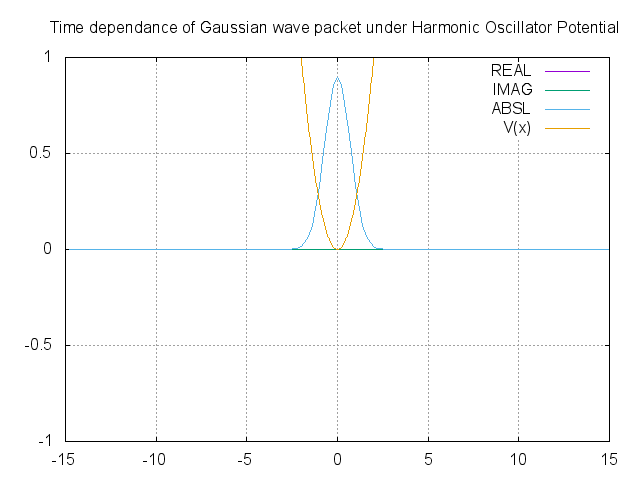 Time dependance of Gaussian wave packet under Harmonic Oscillator Potential
1
REAL
IMAG
ABSL
V(x)
0.5
0
-0.5
-1
-15 -10 -5 0 5 10 15